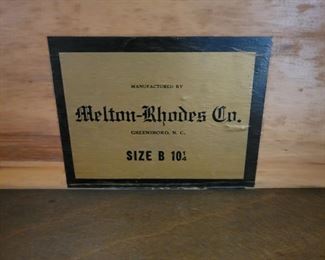 MANUFACTURED BY
Melton-Rhodes Co.
GREENSBORO, N. C.
SIZE B 10¼